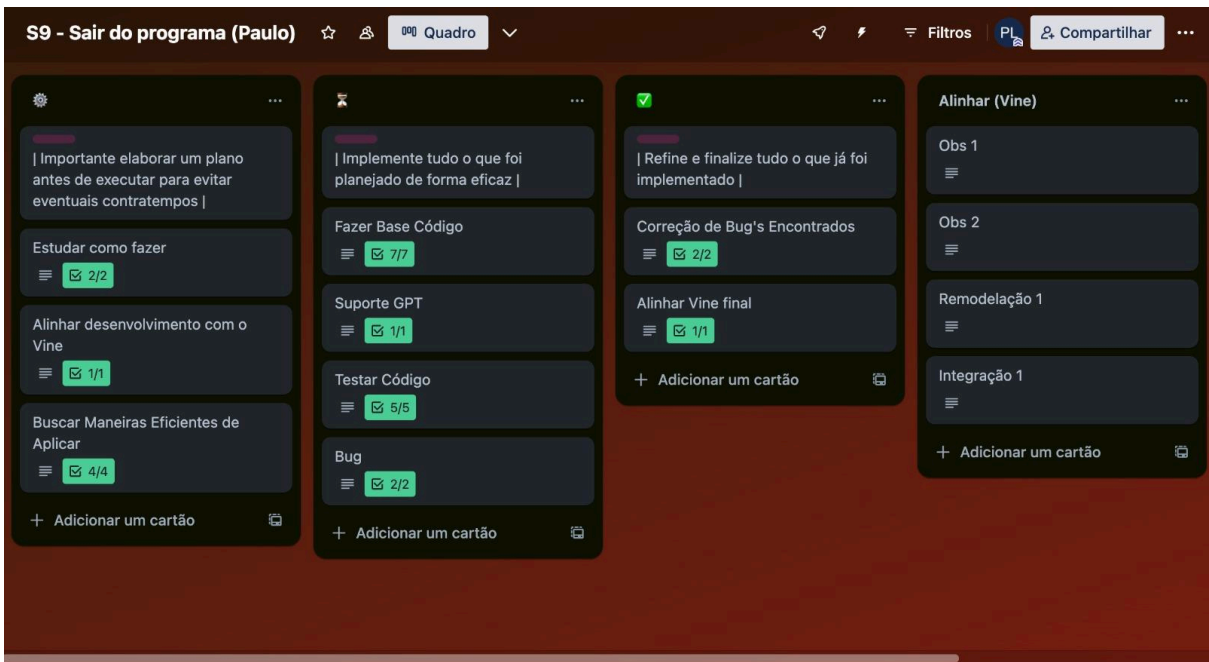 S9 - Sair do programa (Paulo)
Quadro
Filtros
PL
Compartilhar
| Importante elaborar um plano
antes de executar para evitar
eventuais contratempos |
Estudar como fazer
2/2
Alinhar desenvolvimento com o
Vine
1/1
Buscar Maneiras Eficientes de
Aplicar
4/4
+ Adicionar um cartão
| Implemente tudo o que foi
planejado de forma eficaz |
Fazer Base Código
7/7
Suporte GPT
1/1
Testar Código
5/5
Bug
2/2
+ Adicionar um cartão
| Refine e finalize tudo o que já foi
implementado |
Correção de Bug's Encontrados
2/2
Alinhar Vine final
1/1
+ Adicionar um cartão
Alinhar (Vine)
Obs 1
Obs 2
Remodelação 1
Integração 1
+ Adicionar um cartão